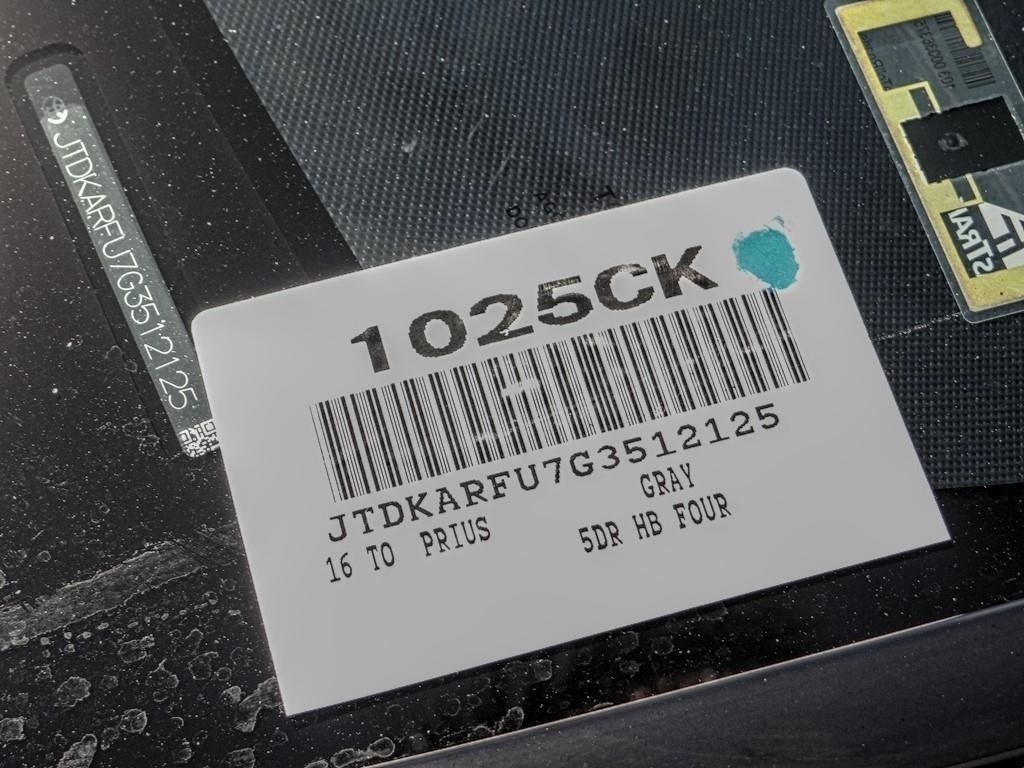 JTDKARFU7G3512125
1025CK
JTDKARFU7G3512125
16 TO PRIUS
GRAY
5DR HB FOUR